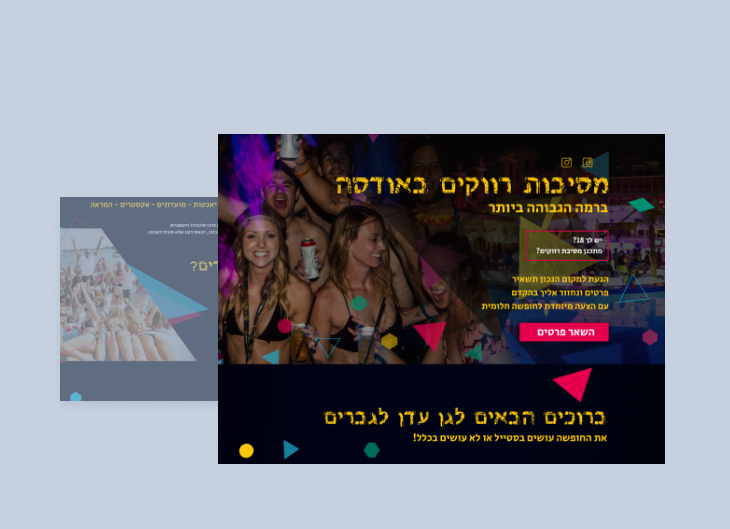 מסיבות רווקים באודסה
ברמה הגבוהה ביותר
יש לך 18?
מתכנן מסיבת רווקים?
הגעת למקום הנכון תשאיר
פרטים ונחזור אליך בהקדם
עם הצעה מיוחדת לחופשה חלומית
השאר פרטים
ברוכים הבאים לגן עדן לגברים
את החופשה עושים בסטייל או לא עושים בכלל!
יאכטות - מועדונים - אקסטרים - המראה